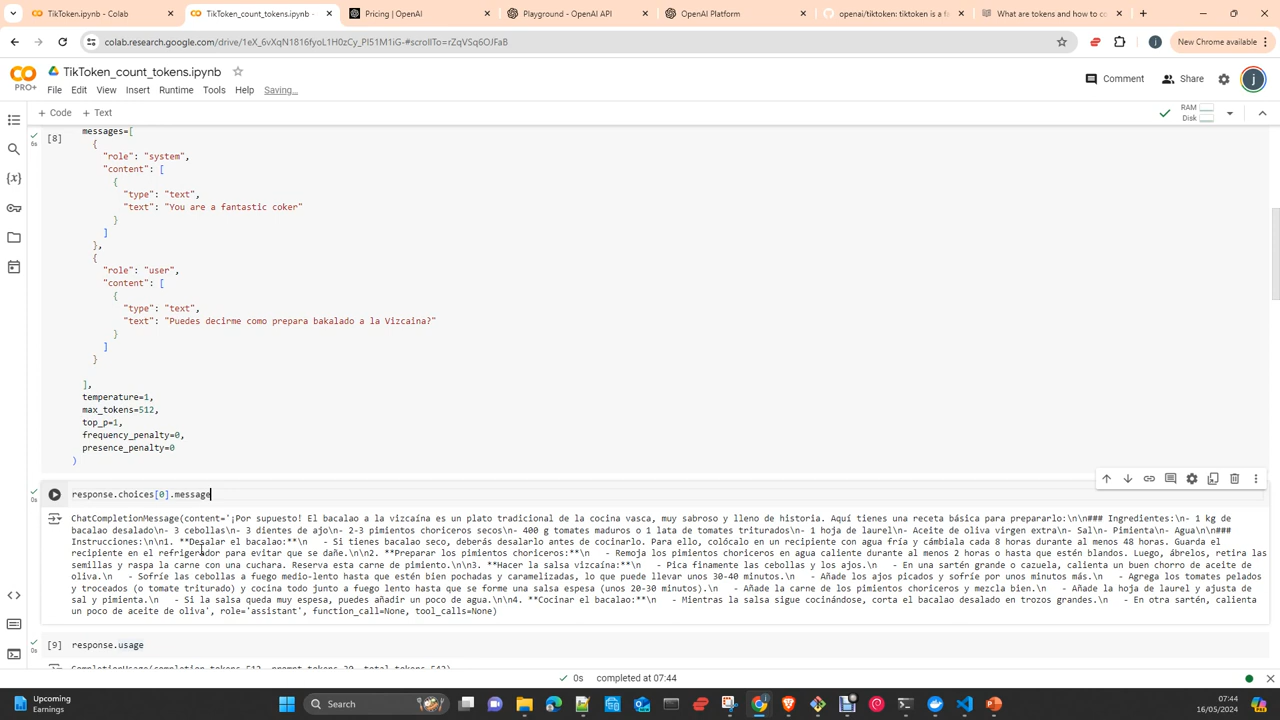 TikToken.ipynb - Colab
TikToken_count_tokens.ipynb -
Pricing | OpenAI
Playground - OpenAI API
OpenAI Platform
openai/tiktoken: tiktoken is a f
What are tokens and how to c
colab.research.google.com/drive/1eX_6vXqN1816fyoL1H0zCy_PI51M1iG-#scrollTo=rZqVSq6OJFaB
New Chrome available
PRO+
TikToken_count_tokens.ipynb
File Edit View Insert Runtime Tools Help Saving...
Comment
Share
j
+ Code + Text
RAM
Disk
[8]
6s
messages=[
{
"role": "system",
"content": [
{
"type": "text",
"text": "You are a fantastic coker"
}
]
},
{
"role": "user",
"content": [
{
"type": "text",
"text": "Puedes decirme como prepara bakalado a la Vizcaina?"
}
]
}
],
temperature=1,
max_tokens=512,
top_p=1,
frequency_penalty=0,
presence_penalty=0
)
0s
response.choices[0].message
ChatCompletionMessage(content='¡Por supuesto! El bacalao a la vizcaína es un plato tradicional de la cocina vasca, muy sabroso y lleno de historia. Aquí tienes una receta básica para prepararlo:\n\n### Ingredientes:\n- 1 kg de
bacalao desalado\n- 3 cebollas\n- 3 dientes de ajo\n- 2-3 pimientos choriceros secos\n- 400 g tomates maduros o 1 lata de tomates triturados\n- 1 hoja de laurel\n- Aceite de oliva virgen extra\n- Sal\n- Pimienta\n- Agua\n\n###
Instrucciones:\n\n1. **Desalar el bacalao:**\n   - Si tienes bacalao seco, deberás desalarlo antes de cocinarlo. Para ello, colócalo en un recipiente con agua fría y cámbiala cada 8 horas durante al menos 48 horas. Guarda el
recipiente en el refrigerador para evitar que se dañe.\n\n2. **Preparar los pimientos choriceros:**\n   - Remoja los pimientos choriceros en agua caliente durante al menos 2 horas o hasta que estén blandos. Luego, ábrelos, retira las
semillas y raspa la carne con una cuchara. Reserva esta carne de pimiento.\n\n3. **Hacer la salsa vizcaína:**\n   - Pica finamente las cebollas y los ajos.\n   - En una sartén grande o cazuela, calienta un buen chorro de aceite de
oliva.\n   - Sofríe las cebollas a fuego medio-lento hasta que estén bien pochadas y caramelizadas, lo que puede llevar unos 30-40 minutos.\n   - Añade los ajos picados y sofríe por unos minutos más.\n   - Agrega los tomates pelados
y troceados (o tomate triturado) y cocina todo junto a fuego lento hasta que se forme una salsa espesa (unos 20-30 minutos).\n   - Añade la carne de los pimientos choriceros y mezcla bien.\n   - Añade la hoja de laurel y ajusta de
sal y pimienta.\n   - Si la salsa queda muy espesa, puedes añadir un poco de agua.\n\n4. **Cocinar el bacalao:**\n   - Mientras la salsa sigue cocinándose, corta el bacalao desalado en trozos grandes.\n   - En otra sartén, calienta
un poco de aceite de oliva', role='assistant', function_call=None, tool_calls=None)
[9] response.usage
0s
CompletionUsage(completion_tokens=512, prompt_tokens=30, total_tokens=542)
0s completed at 07:44
Upcoming
Earnings
Search
07:44
16/05/2024